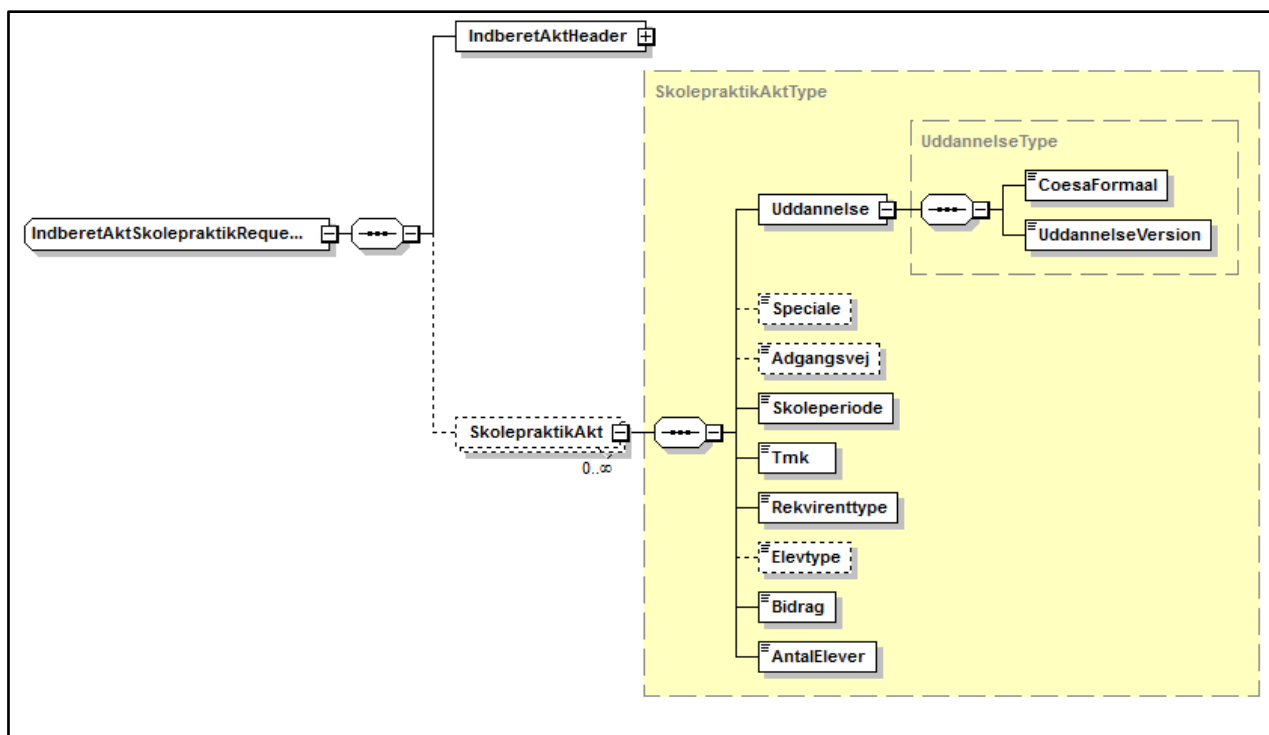 IndberetAktHeader
SkolepraktikAktType
UddannelseType
CoesaFormaal
Uddannelse
IndberetAktSkolepraktikReque...
UddannelseVersion
Speciale
Adgangsvej
Skoleperiode
SkolepraktikAkt
0..∞
Tmk
Rekvirenttype
Elevtype
Bidrag
AntalElever